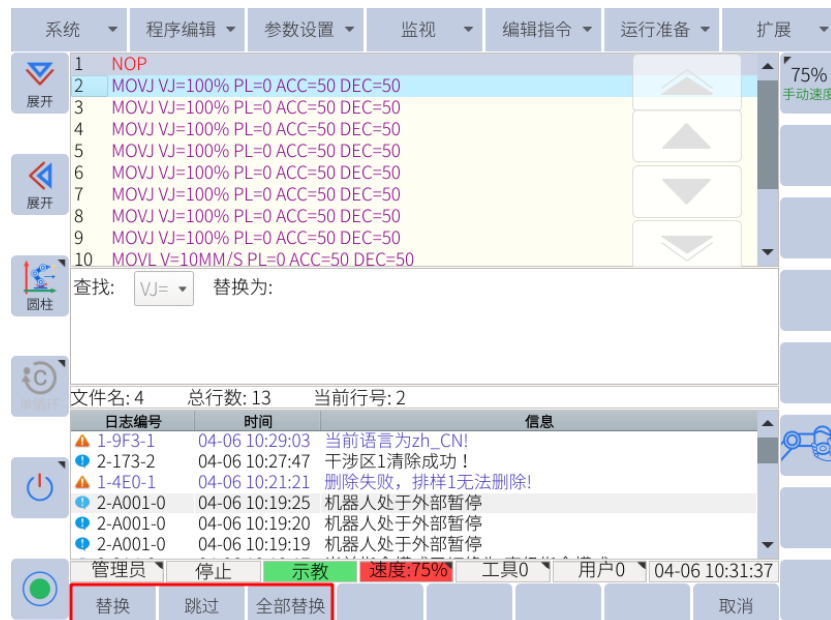 系统 程序编辑 参数设置 监视 编辑指令 运行准备 扩展
展开
展开
圆柱
1 NOP
2 MOVJ VJ=100% PL=0 ACC=50 DEC=50
3 MOVJ VJ=100% PL=0 ACC=50 DEC=50
4 MOVJ VJ=100% PL=0 ACC=50 DEC=50
5 MOVJ VJ=100% PL=0 ACC=50 DEC=50
6 MOVJ VJ=100% PL=0 ACC=50 DEC=50
7 MOVJ VJ=100% PL=0 ACC=50 DEC=50
8 MOVJ VJ=100% PL=0 ACC=50 DEC=50
9 MOVJ VJ=100% PL=0 ACC=50 DEC=50
10 MOVL V=10MM/S PL=0 ACC=50 DEC=50
75%
手动速度
查找: VJ= 替换为:
文件名: 4 总行数: 13 当前行号: 2
日志编号 时间 信息
1-9F3-1 04-06 10:29:03 当前语言为zh_CN!
2-173-2 04-06 10:27:47 干涉区1清除成功！
1-4E0-1 04-06 10:21:21 删除失败，排样1无法删除!
2-A001-0 04-06 10:19:25 机器人处于外部暂停
2-A001-0 04-06 10:19:20 机器人处于外部暂停
2-A001-0 04-06 10:19:19 机器人处于外部暂停
管理员 停止 示教 速度:75% 工具0 用户0 04-06 10:31:37
替换 跳过 全部替换 取消